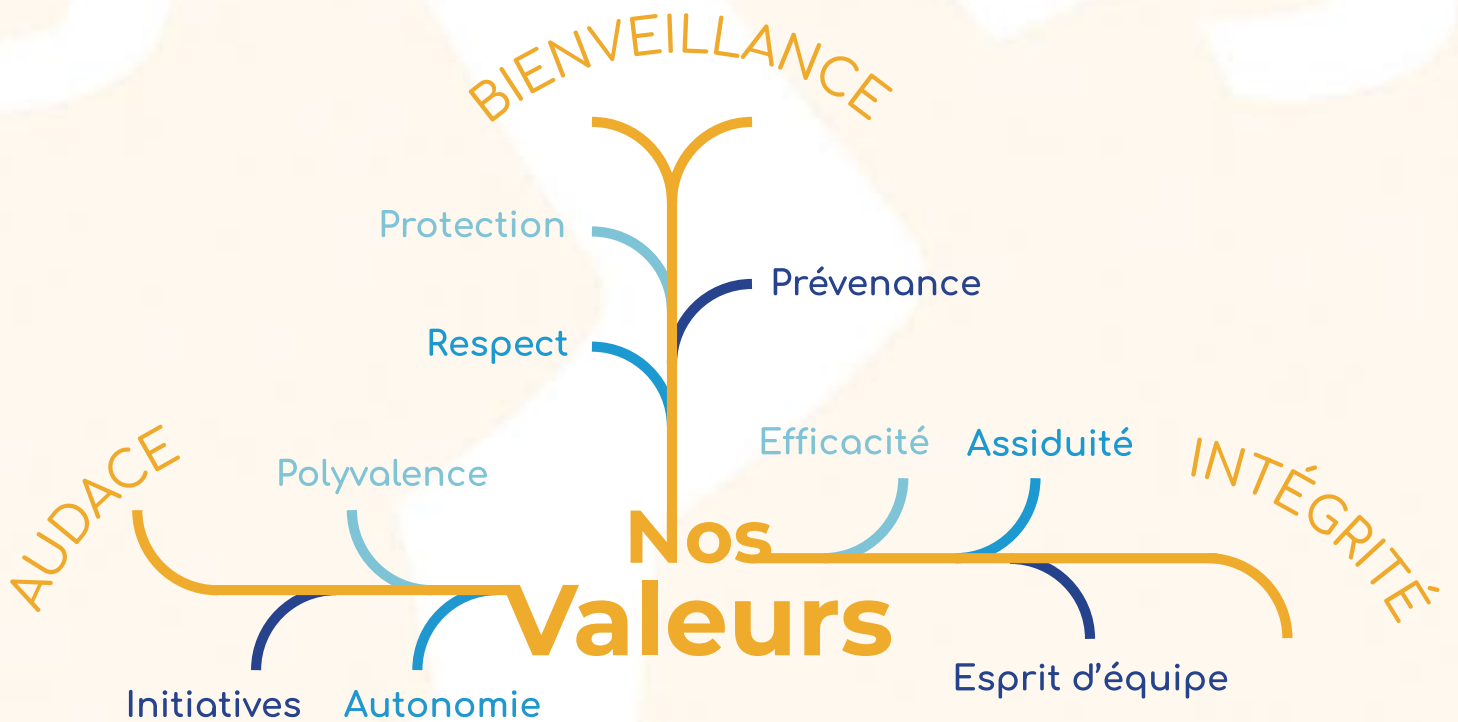 BIENVEILLANCE
Protection
Prévenance
Respect
AUDACE
Polyvalence
Efficacité
Assiduité
INTÉGRITÉ
Nos
Valeurs
Initiatives
Autonomie
Esprit d'équipe